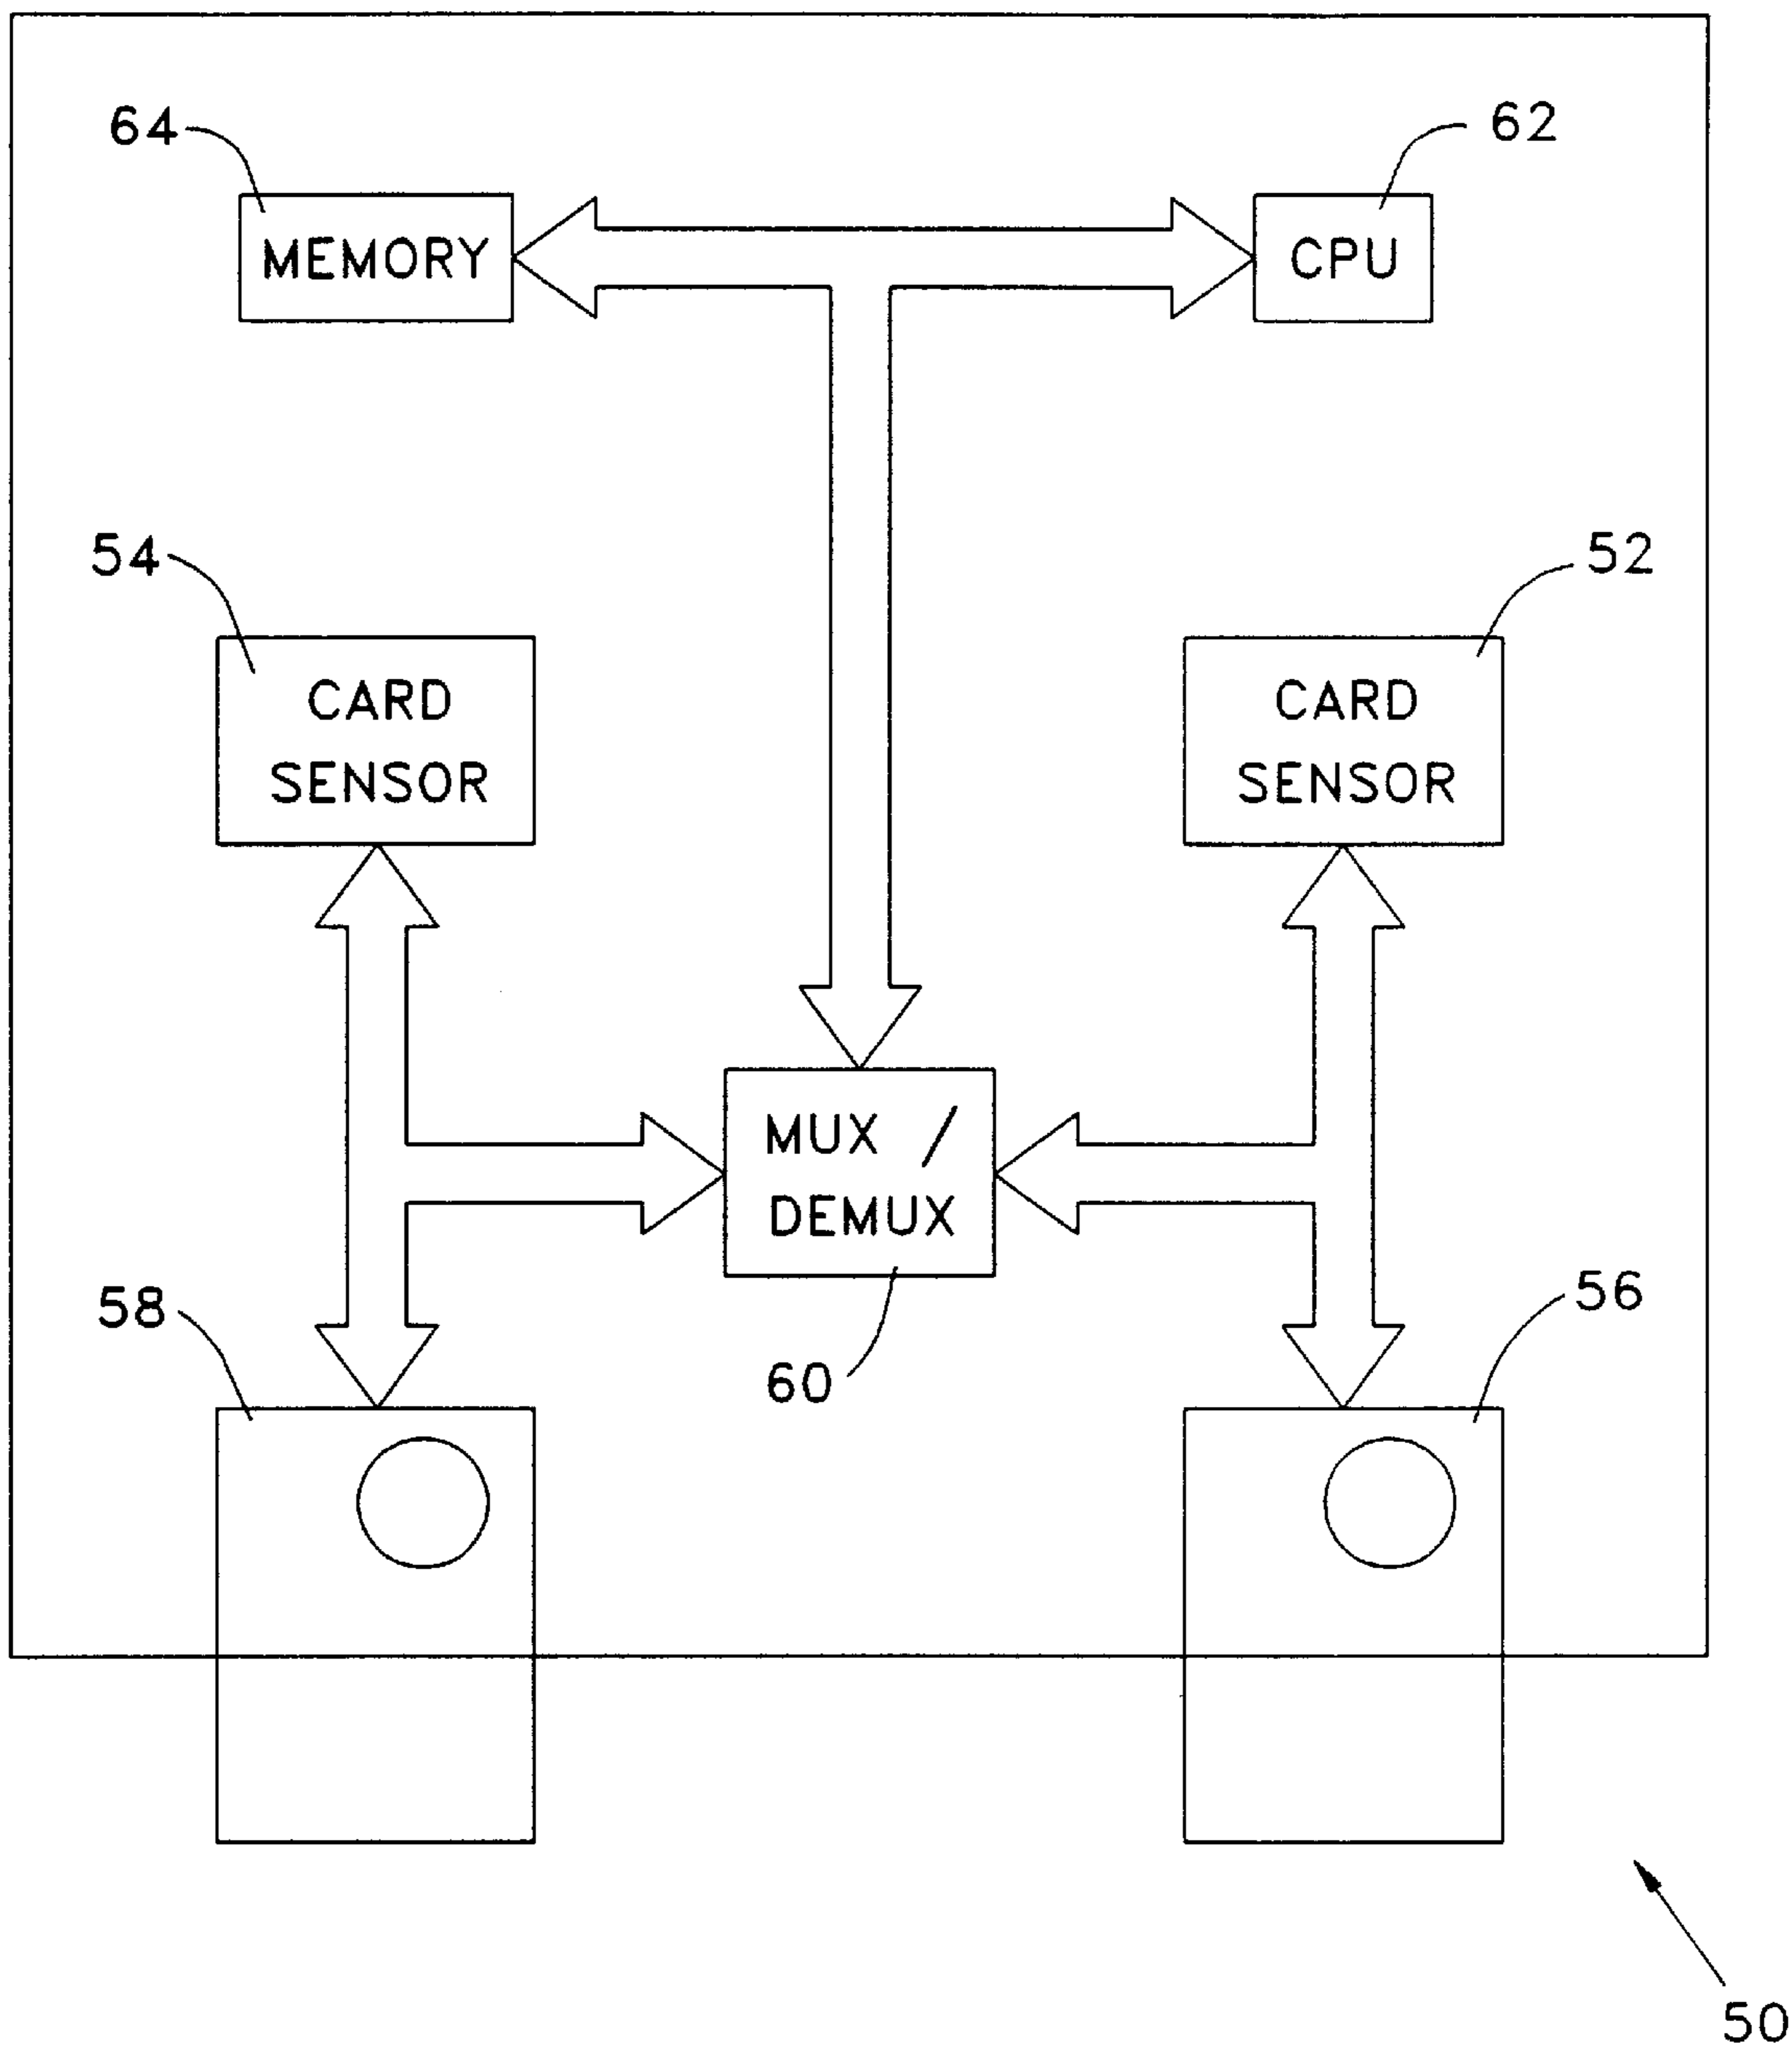 64
62
MEMORY
CPU
54
52
CARD
SENSOR
CARD
SENSOR
MUX /
DEMUX
58
56
60
50